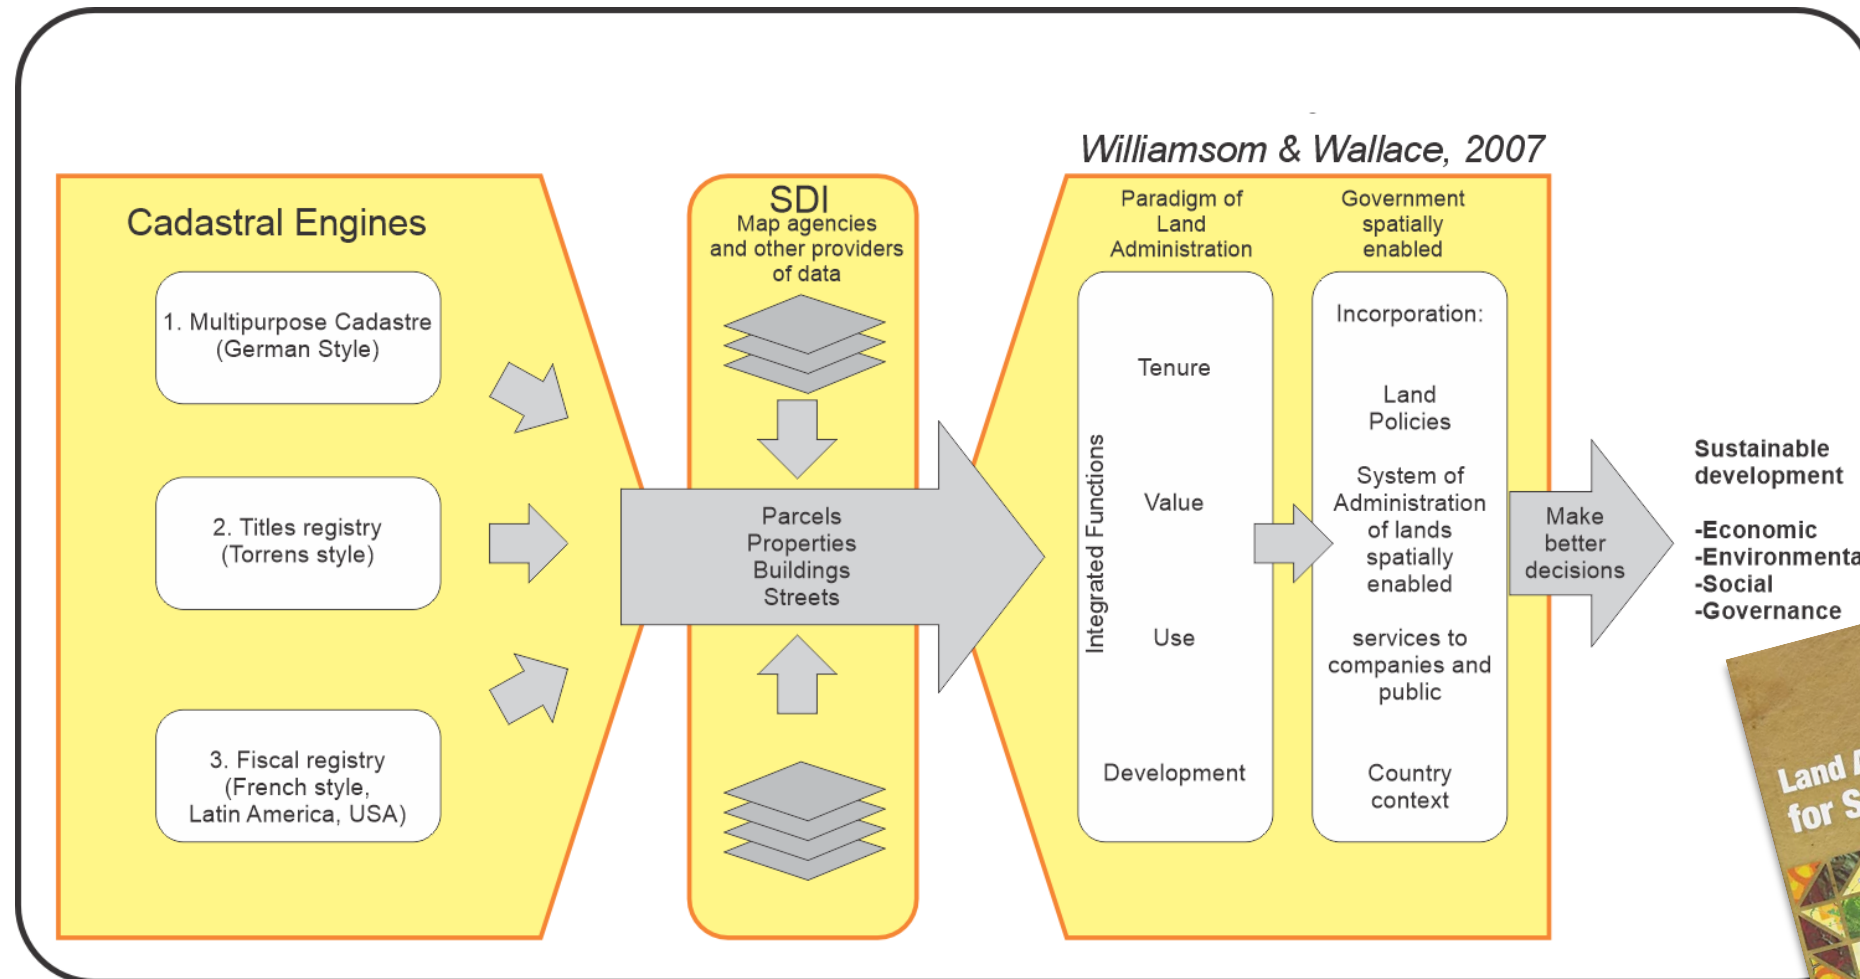 Williamsom & Wallace, 2007
Cadastral Engines
1. Multipurpose Cadastre
(German Style)
2. Titles registry
(Torrens style)
3. Fiscal registry
(French style,
Latin America, USA)
SDI
Map agencies
and other providers
of data
Parcels
Properties
Buildings
Streets
Paradigm of
Land
Administration
Integrated Functions
Tenure
Value
Use
Development
Government
spatially
enabled
Incorporation:
Land
Policies
System of
Administration
of lands
spatially
enabled
services to
companies and
public
Country
context
Make
better
decisions
Sustainable
development
-Economic
-Environmenta
-Social
-Governance
Land
for